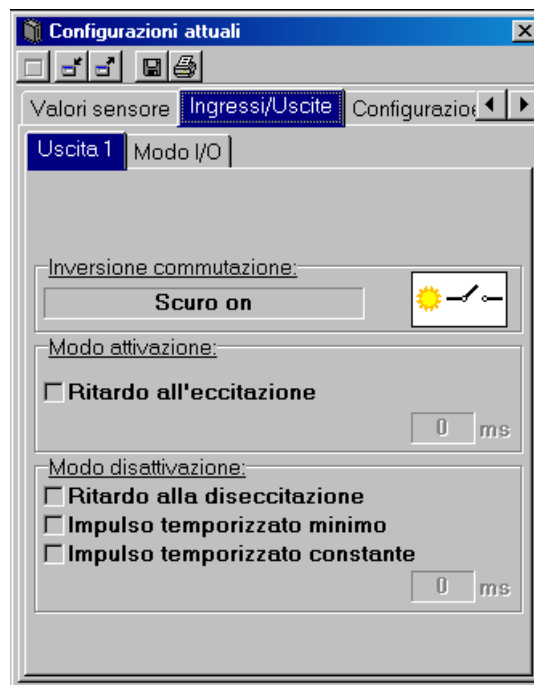 Configurazioni attuali
Valori sensore Ingressi/Uscite
Uscita 1 Modo I/O
Inversione commutazione:
Scuro on
Modo attivazione:
Ritardo all'eccitazione
0 ms
Modo disattivazione:
Ritardo alla diseccitazione
Impulso temporizzato minimo
Impulso temporizzato constante
0 ms